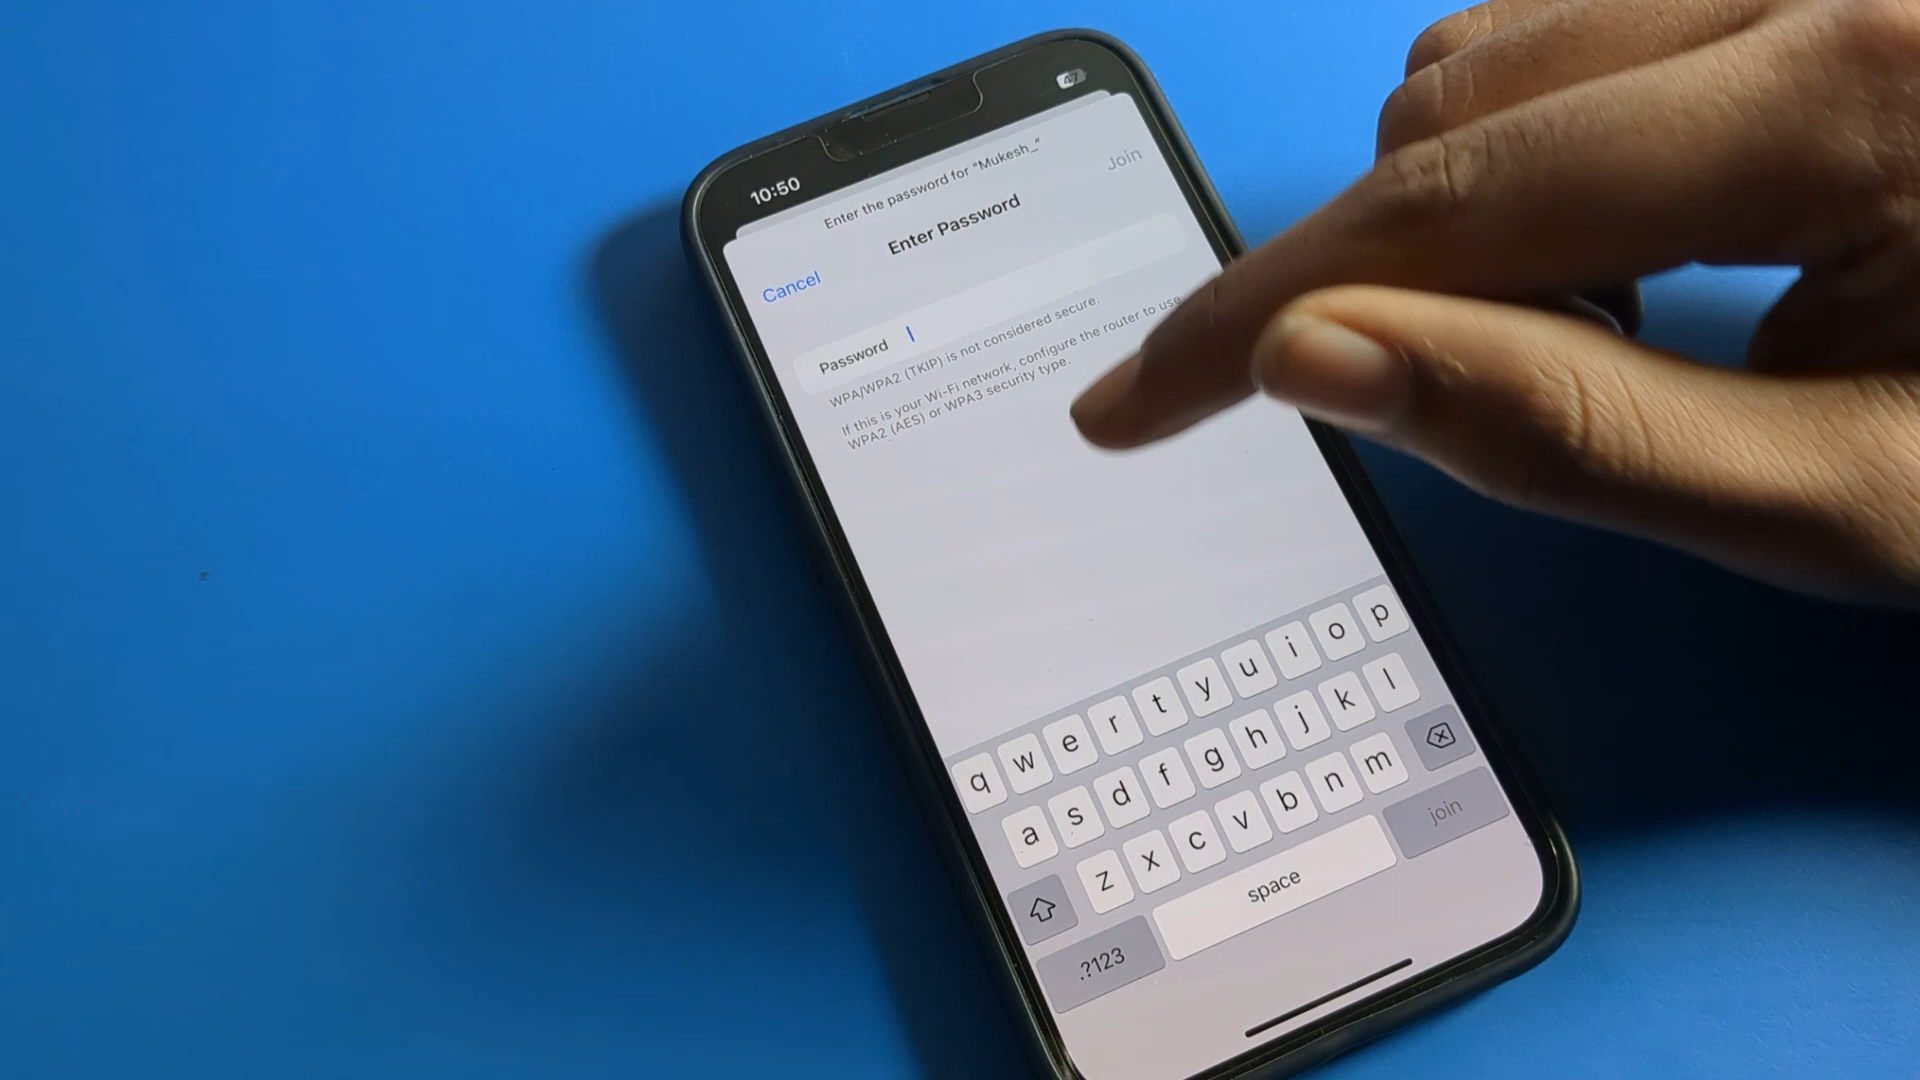 10:50
Enter the password for “Mukesh_”
Cancel
Enter Password
Join
Password
WPA/WPA2 (TKIP) is not considered secure.
If this is your Wi-Fi network, configure the router to use
WPA2 (AES) or WPA3 security type.
q w e r t y u i o p
a s d f g h j k l
z x c v b n m
.?123
space
join